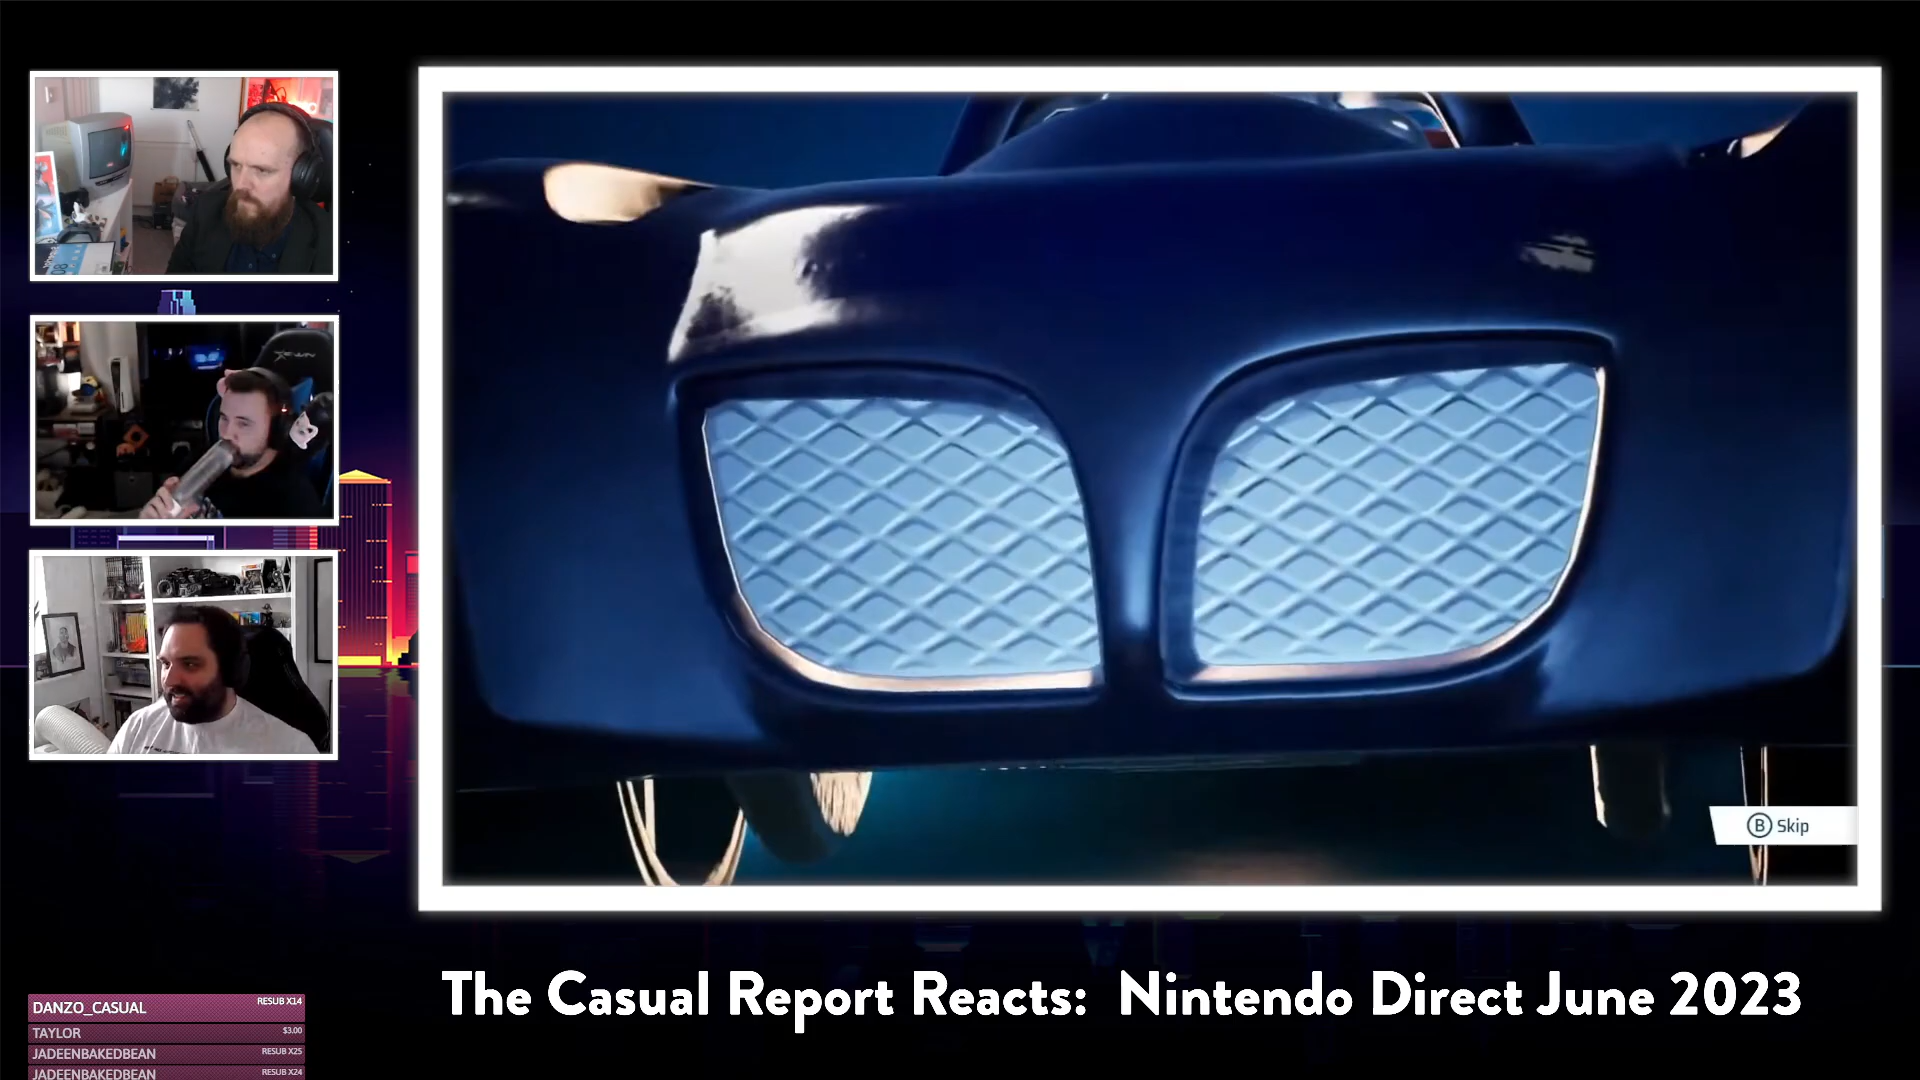 B Skip
The Casual Report Reacts: Nintendo Direct June 2023
DANZO_CASUAL RESUB X14
TAYLOR $3.00
JADEENBAKEDBEAN RESUB X25
JADEENBAKEDBEAN RESUB X24